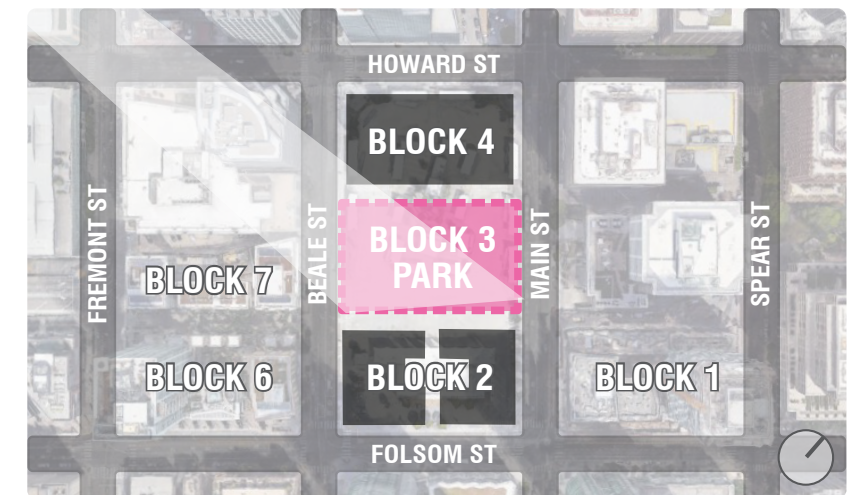 HOWARD ST
BLOCK 4
FREMONT ST
BEALE ST
BLOCK 3
PARK
MAIN ST
SPEAR ST
BLOCK 7
BLOCK 6
BLOCK 2
BLOCK 1
FOLSOM ST